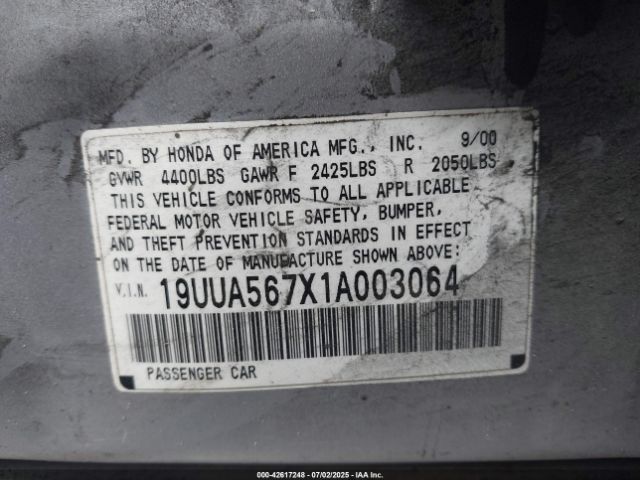 MFD. BY HONDA OF AMERICA MFG., INC. 9/00
GVWR 4400LBS GAWR F 2425LBS R 2050LBS
THIS VEHICLE CONFORMS TO ALL APPLICABLE
FEDERAL MOTOR VEHICLE SAFETY, BUMPER,
AND THEFT PREVENTION STANDARDS IN EFFECT
ON THE DATE OF MANUFACTURE SHOWN ABOVE:
V.I.N. 19UUA567X1A003064
PASSENGER CAR
000-42617248 - 07/02/2025 - IAAI Inc.